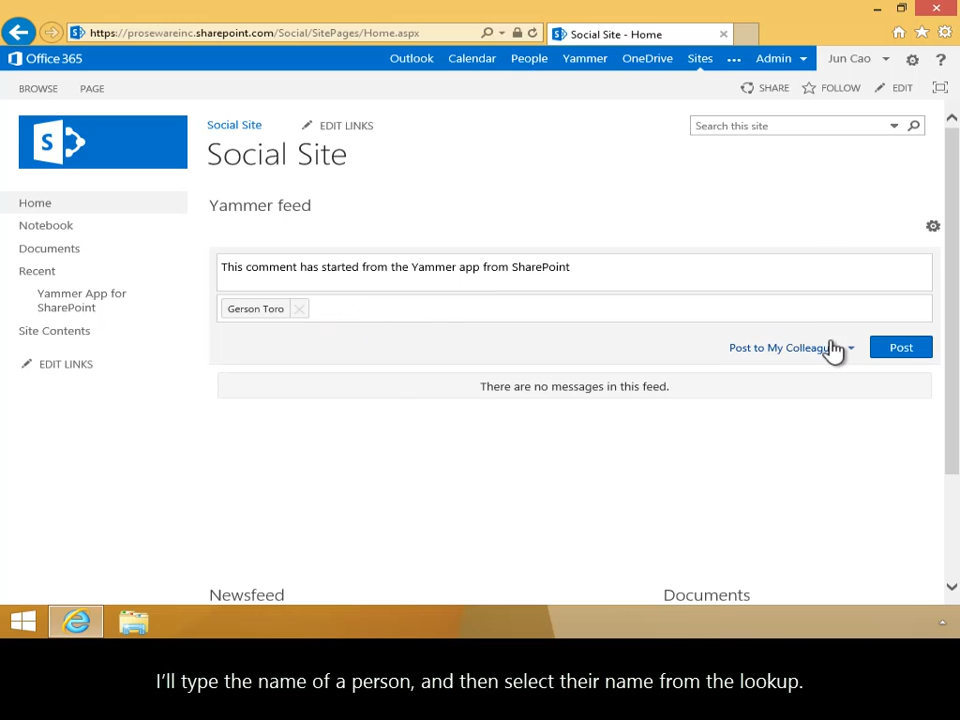 https://prosewareinc.sharepoint.com/Social/SitePages/Home.aspx
Social Site - Home
Office 365
Outlook Calendar People Yammer OneDrive Sites ... Admin Jun Cao ?
BROWSE PAGE
SHARE FOLLOW EDIT
S
Social Site EDIT LINKS
Search this site
Social Site
Home
Notebook
Documents
Recent
Yammer App for
SharePoint
Site Contents
EDIT LINKS
Yammer feed
This comment has started from the Yammer app from SharePoint
Gerson Toro
Post to My Post
There are no messages in this feed.
Newsfeed Documents
I'll type the name of a person, and then select their name from the lookup.